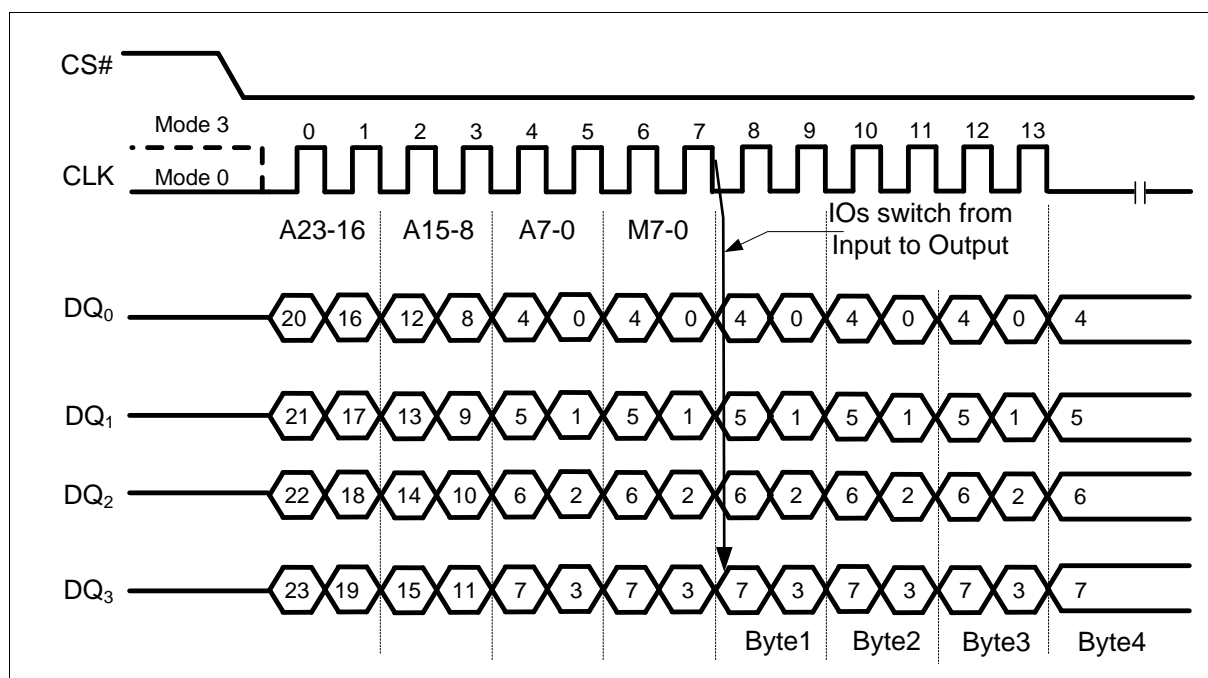 CS#
Mode 3
0 1 2 3 4 5 6 7 8 9 10 11 12 13
CLK
Mode 0
A23-16 A15-8 A7-0 M7-0
IOs switch from
Input to Output
DQ0 20 16 12 8 4 0 4 0 4 0 4 0 4 0 4
DQ1 21 17 13 9 5 1 5 1 5 1 5 1 5 1 5
DQ2 22 18 14 10 6 2 6 2 6 2 6 2 6 2 6
DQ3 23 19 15 11 7 3 7 3 7 3 7 3 7 3 7
Byte1 Byte2 Byte3 Byte4